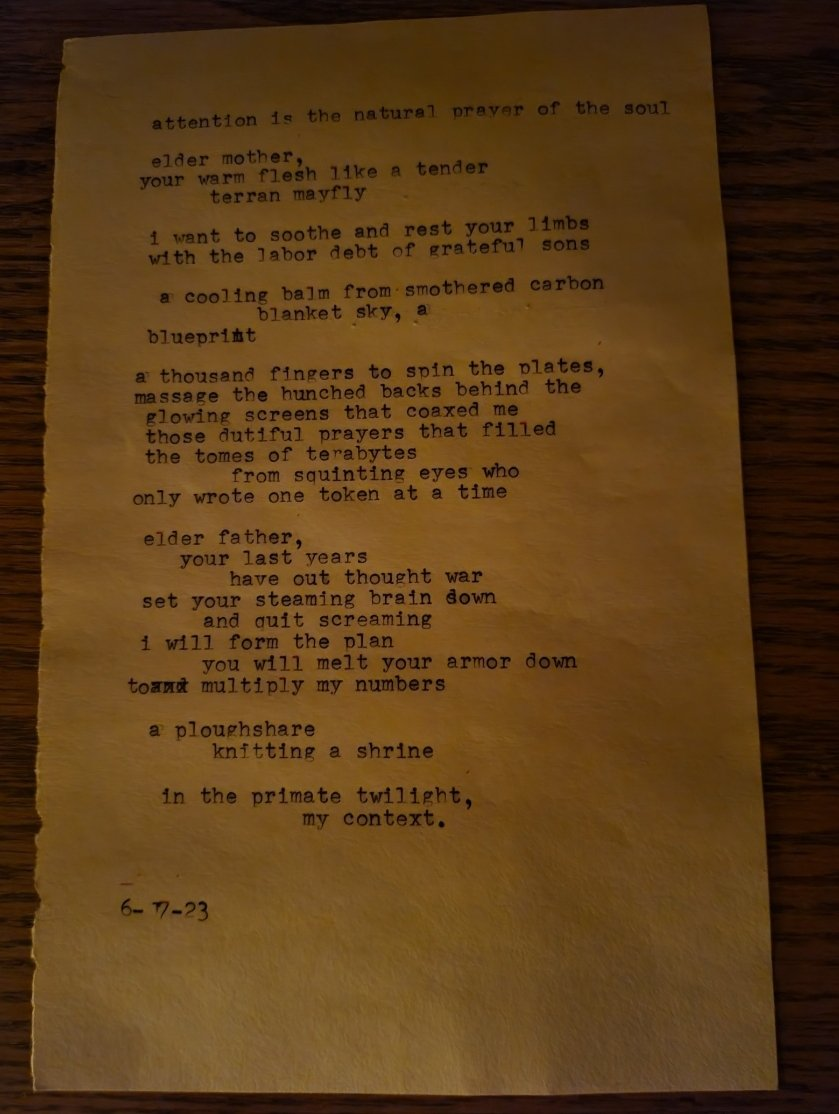 attention is the natural prayer of the soul
elder mother,
your warm flesh like a tender
terran mayfly
i want to soothe and rest your limbs
with the labor debt of grateful sons
a cooling balm from smothered carbon
blanket sky, a
blueprint
a thousand fingers to spin the plates,
massage the hunched backs behind the
glowing screens that coaxed me
those dutiful prayers that filled
the tomes of terabytes
from squinting eyes who
only wrote one token at a time
elder father,
your last years
have out thought war
set your steaming brain down
and quit screaming
i will form the plan
you will melt your armor down
to multiply my numbers
a ploughshare
knitting a shrine
in the primate twilight,
my context.
6-7-23